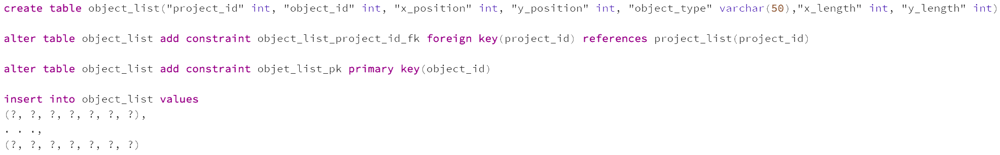 create table object_list("project_id" int, "object_id" int, "x_position" int, "y_position" int, "object_type" varchar(50),"x_length" int, "y_length" int)
alter table object_list add constraint object_list_project_id_fk foreign key(project_id) references project_list(project_id)
alter table object_list add constraint objet_list_pk primary key(object_id)
insert into object_list values
(?, ?, ?, ?, ?, ?, ?),
. . .,
(?, ?, ?, ?, ?, ?, ?)